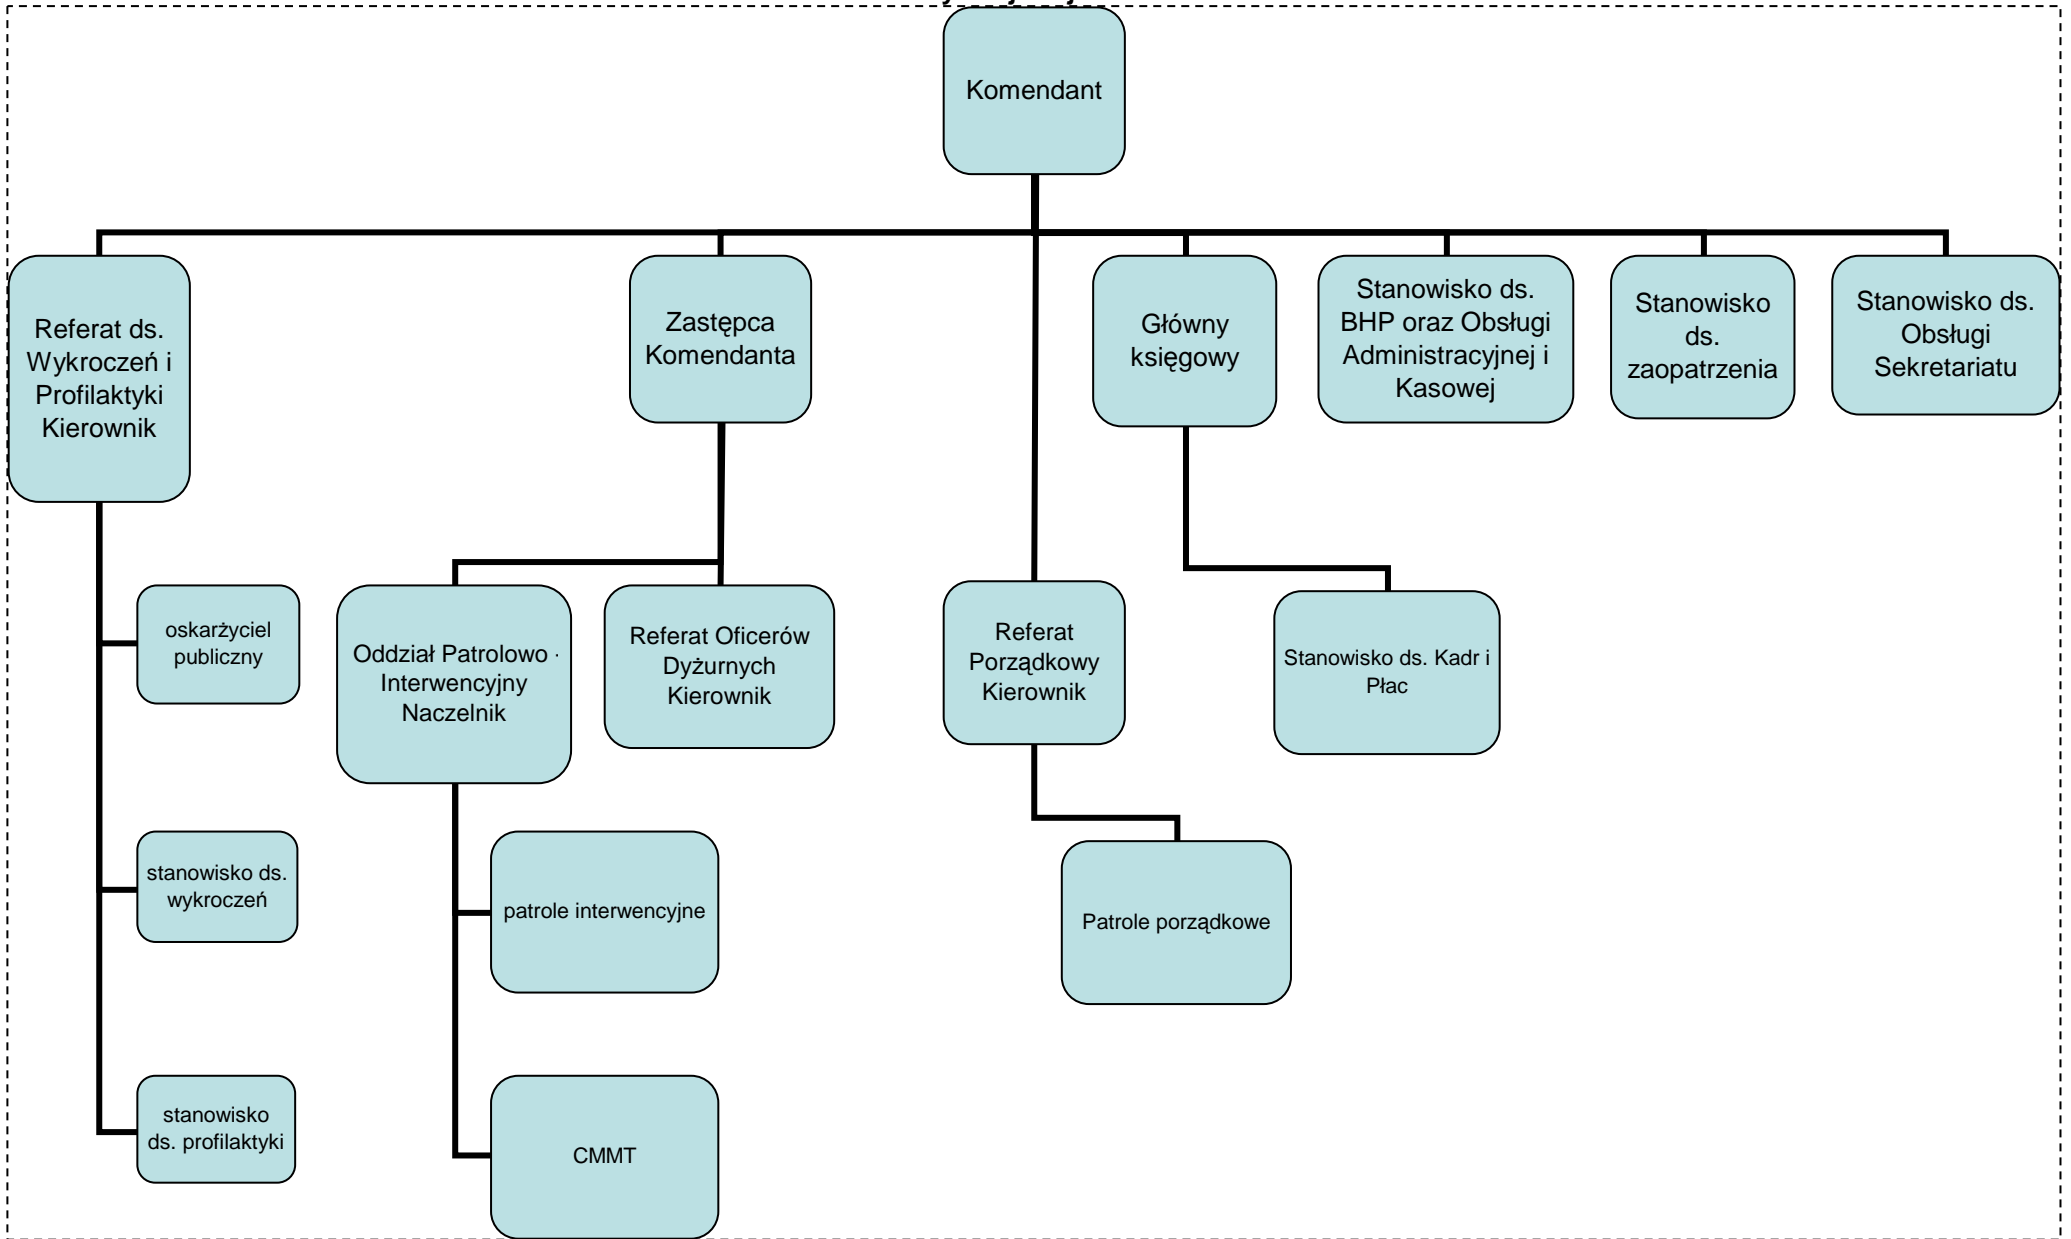 Komendant
Referat ds.
Wykroczeń i
Profilaktyki
Kierownik
Zastępca
Komendanta
Główny
księgowy
Stanowisko ds.
BHP oraz Obsługi
Administracyjnej i
Kasowej
Stanowisko
ds.
zaopatrzenia
Stanowisko ds.
Obsługi
Sekretariatu
oskarżyciel
publiczny
Oddział Patrolowo -
Interwencyjny
Naczelnik
Referat Oficerów
Dyżurnych
Kierownik
Referat
Porządkowy
Kierownik
Stanowisko ds. Kadr i
Płac
stanowisko ds.
wykroczeń
patrole interwencyjne
Patrole porządkowe
stanowisko
ds. profilaktyki
CMMT